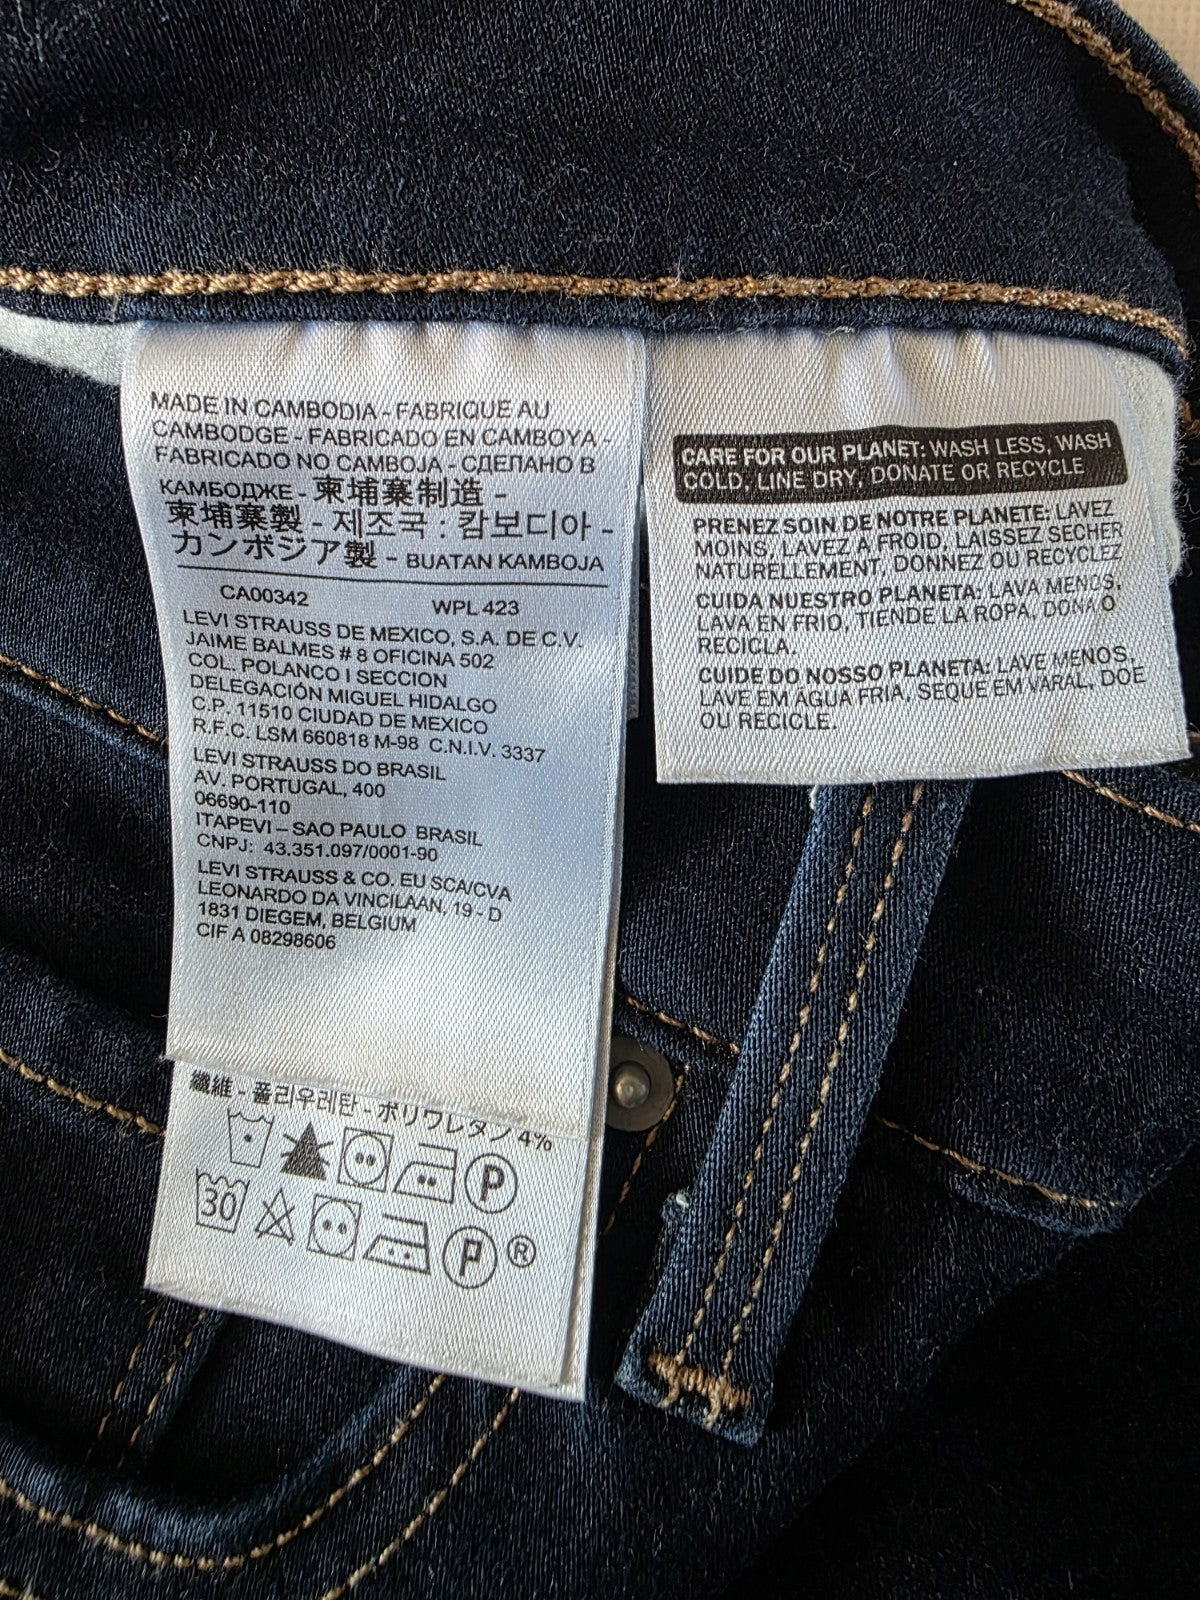 MADE IN CAMBODIA - FABRIQUE AU
CAMBODGE - FABRICADO EN CAMBOYA -
FABRICADO NO CAMBOJA - СДЕЛАНО В
КАМБОДЖЕ - 柬埔寨制造 -
柬埔寨製 - 제조국 : 캄보디아 -
カンボジア製 - BUATAN KAMBOJA
CA00342 WPL 423
LEVI STRAUSS DE MEXICO, S.A. DE C.V.
JAIME BALMES # 8 OFICINA 502
COL. POLANCO I SECCION
DELEGACIÓN MIGUEL HIDALGO
C.P. 11510 CIUDAD DE MEXICO
R.F.C. LSM 660818 M-98 C.N.I.V. 3337
LEVI STRAUSS DO BRASIL
AV. PORTUGAL, 400
06690-110
ITAPEVI – SAO PAULO BRASIL
CNPJ: 43.351.097/0001-90
LEVI STRAUSS & CO. EU SCA/CVA
LEONARDO DA VINCILAAN, 19 - D
1831 DIEGEM, BELGIUM
CIF A 08298606
纖維 - 폴리우레탄 - ポリウレタン 4%
P
30 P ®
CARE FOR OUR PLANET: WASH LESS, WASH
COLD, LINE DRY, DONATE OR RECYCLE
PRENEZ SOIN DE NOTRE PLANETE: LAVEZ
MOINS, LAVEZ A FROID, LAISSEZ SECHER
NATURELLEMENT, DONNEZ OU RECYCLEZ
CUIDA NUESTRO PLANETA: LAVA MENOS,
LAVA EN FRIO, TIENDE LA ROPA, DONA O
RECICLA.
CUIDE DO NOSSO PLANETA: LAVE MENOS,
LAVE EM ÁGUA FRIA, SEQUE EM VARAL, DOE
OU RECICLE.